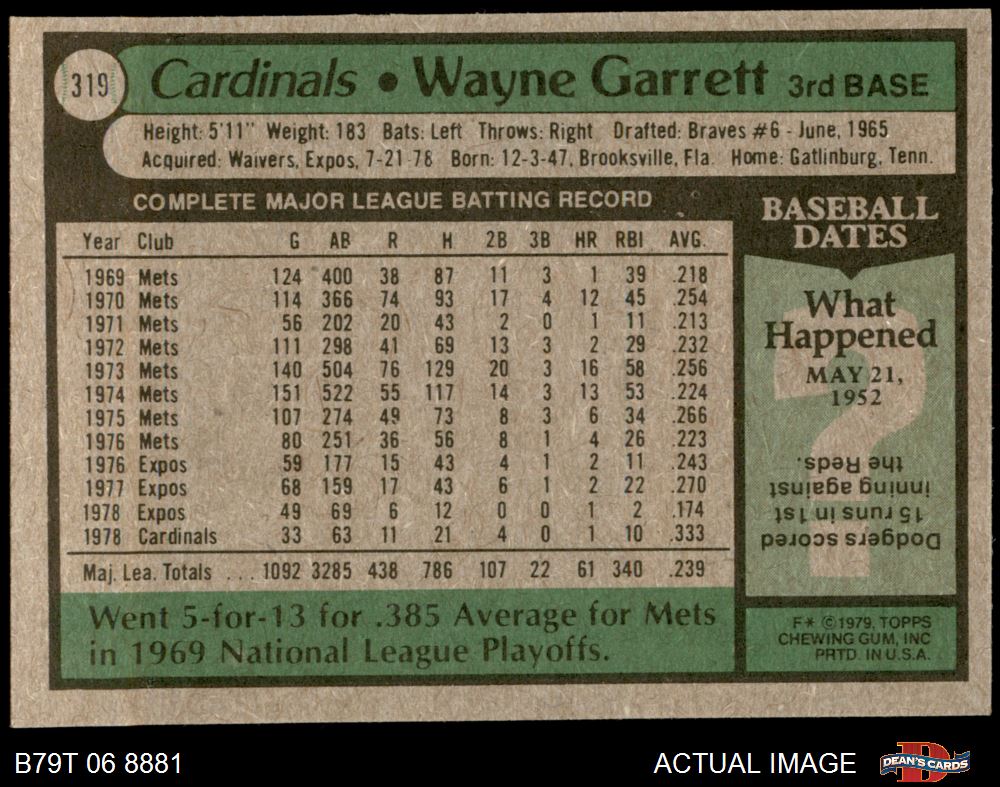 319 Cardinals • Wayne Garrett 3rd BASE
Height: 5'11" Weight: 183 Bats: Left Throws: Right Drafted: Braves #6 - June, 1965
Acquired: Waivers, Expos, 7-21-78 Born: 12-3-47, Brooksville, Fla. Home: Gatlinburg, Tenn.
COMPLETE MAJOR LEAGUE BATTING RECORD
Year Club G AB R H 2B 3B HR RBI AVG.
1969 Mets 124 400 38 87 11 3 1 39 .218
1970 Mets 114 366 74 93 17 4 12 45 .254
1971 Mets 56 202 20 43 2 0 1 11 .213
1972 Mets 111 298 41 69 13 3 2 29 .232
1973 Mets 140 504 76 129 20 3 16 58 .256
1974 Mets 151 522 55 117 14 3 13 53 .224
1975 Mets 107 274 49 73 8 3 6 34 .266
1976 Mets 80 251 36 56 8 1 4 26 .223
1976 Expos 59 177 15 43 4 1 2 11 .243
1977 Expos 68 159 17 43 6 1 2 22 .270
1978 Expos 49 69 6 12 0 0 1 2 .174
1978 Cardinals 33 63 11 21 4 0 1 10 .333
Maj. Lea. Totals ... 1092 3285 438 786 107 22 61 340 .239
Went 5-for-13 for .385 Average for Mets
in 1969 National League Playoffs.
BASEBALL
DATES
?
What
Happened
MAY 21,
1952
Dodgers scored
15 runs in 1st
inning against
the Reds.
F* ©1979, TOPPS
CHEWING GUM, INC
PRTD. IN U.S.A.
B79T 06 8881
ACTUAL IMAGE
D
DEAN'S CARDS